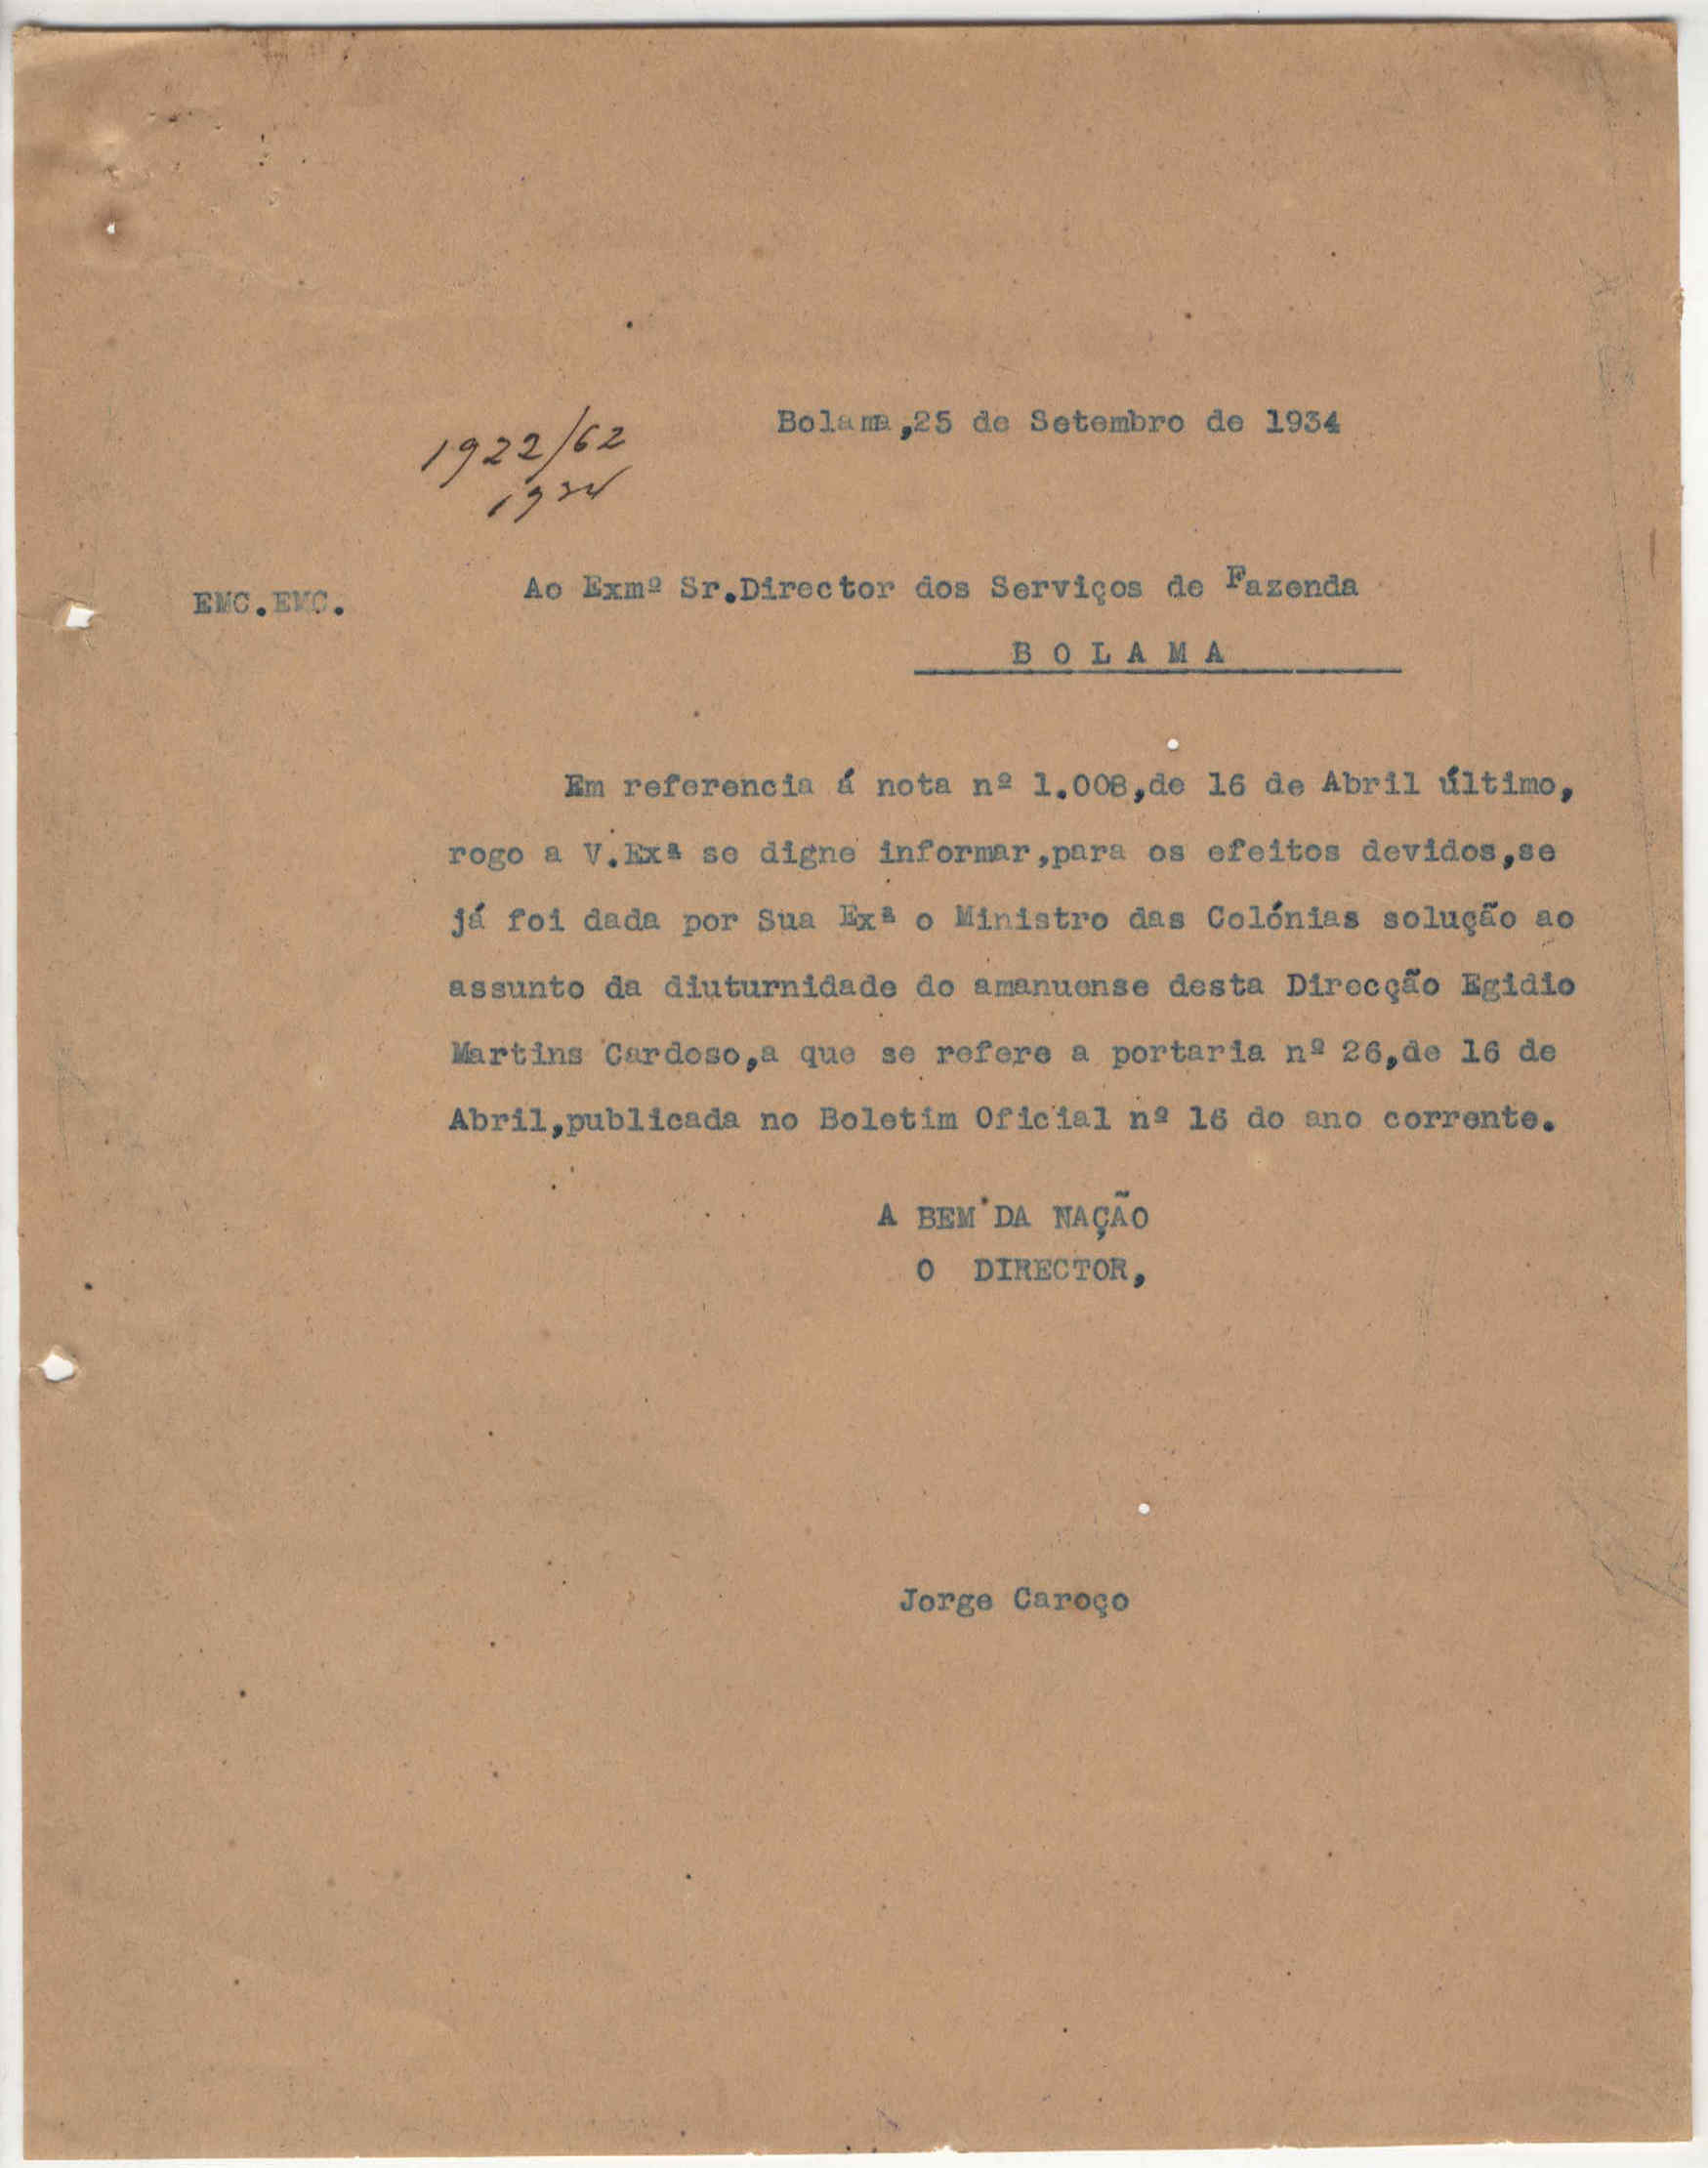 Bolama,25 de Setembro de 1934
1922/62
1934
Ao Exmº Sr.Director dos Serviços de Fazenda
EMC.EMC.
B O L A M A
Em referencia á nota nº 1.008,de 16 de Abril último,
rogo a V.Exª se digne informar,para os efeitos devidos,se
já foi dada por Sua Exª o Ministro das Colónias solução ao
assunto da diuturnidade do amanuense desta Direcção Egidio
Martins Cardoso,a que se refere a portaria nº 26,de 16 de
Abril,publicada no Boletim Oficial nº 16 do ano corrente.
A BEM DA NAÇÃO
O DIRECTOR,
Jorge Caroço